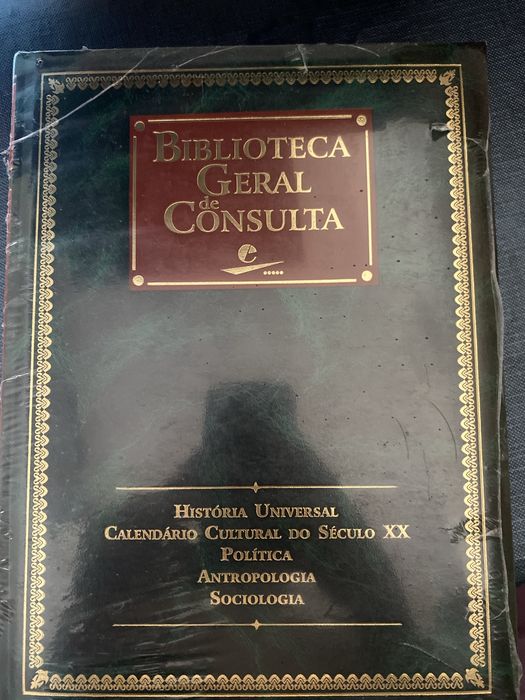 BIBLIOTECA
GERAL
de
CONSULTA
e
HISTÓRIA UNIVERSAL
CALENDÁRIO CULTURAL DO SÉCULO XX
POLÍTICA
ANTROPOLOGIA
SOCIOLOGIA